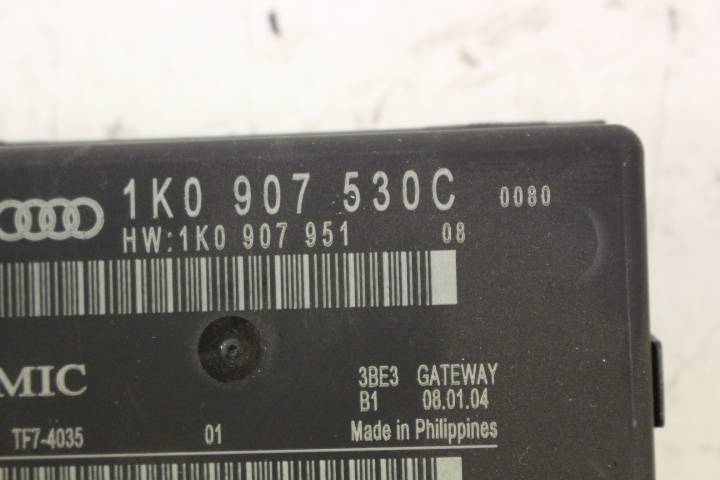 1K0 907 530C 0080
HW:1K0 907 951 08
MIC
3BE3 GATEWAY
B1 08.01.04
TF7-4035 01 Made in Philippines